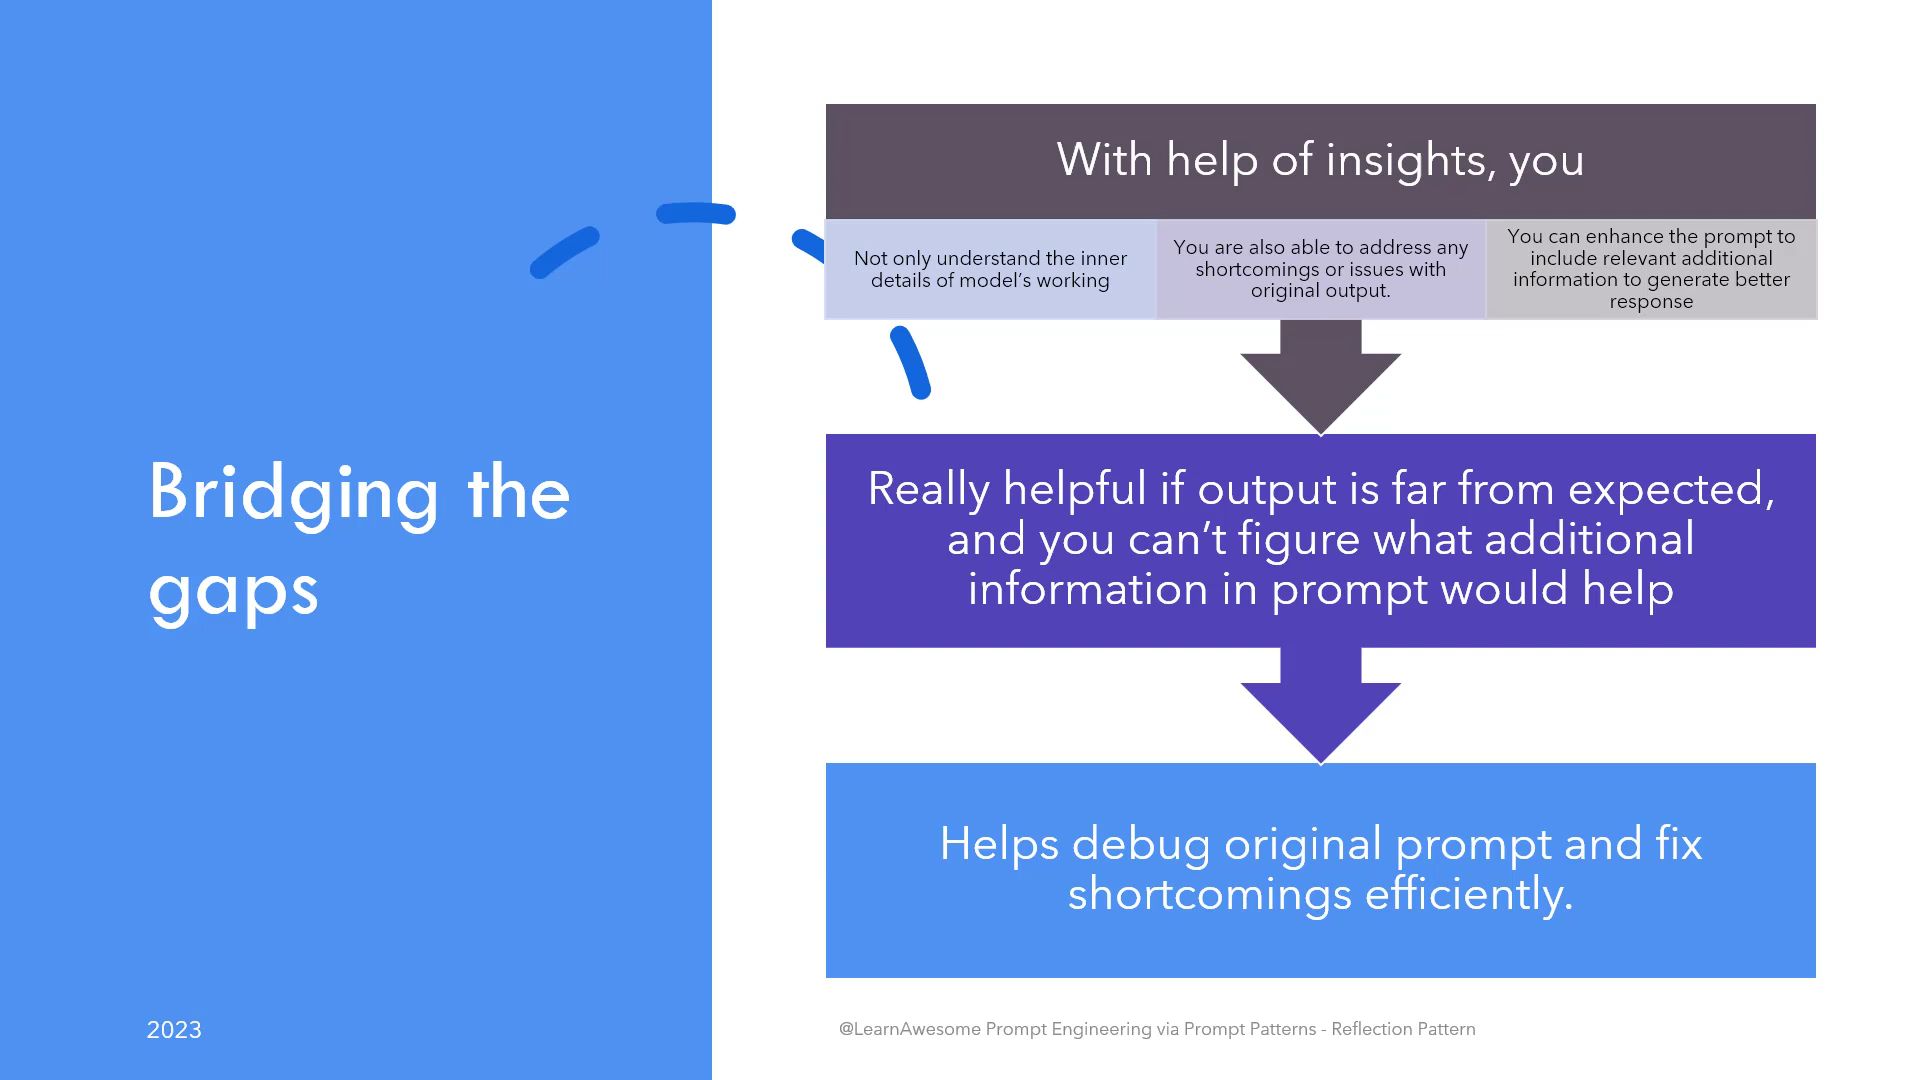 Bridging the
gaps
2023
With help of insights, you
Not only understand the inner
details of model’s working
You are also able to address any
shortcomings or issues with
original output.
You can enhance the prompt to
include relevant additional
information to generate better
response
Really helpful if output is far from expected,
and you can’t figure what additional
information in prompt would help
Helps debug original prompt and fix
shortcomings efficiently.
@LearnAwesome Prompt Engineering via Prompt Patterns - Reflection Pattern